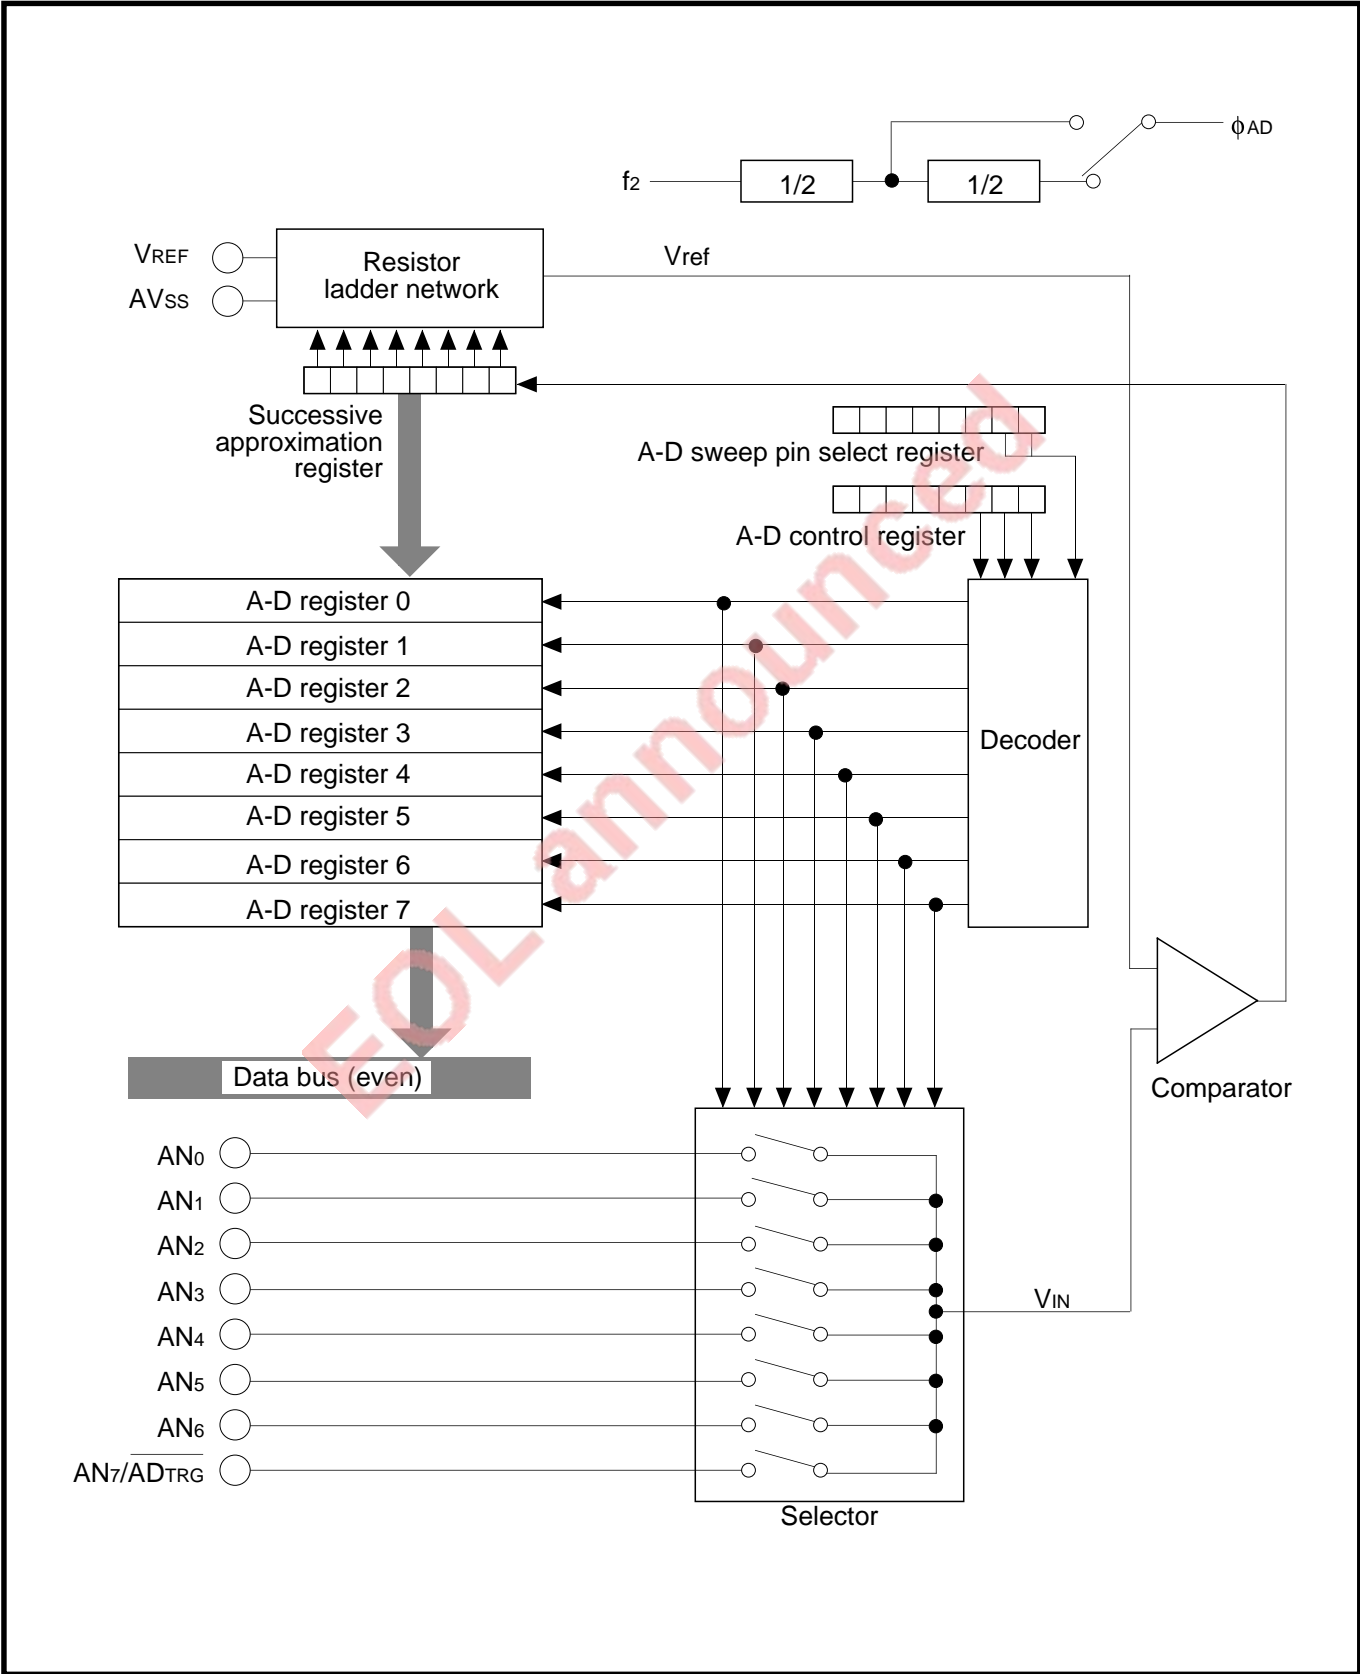 f2
1/2
1/2
ϕAD
VREF
AVSS
Resistor
ladder network
Vref
Successive
approximation
register
A-D sweep pin select register
A-D control register
A-D register 0
A-D register 1
A-D register 2
A-D register 3
A-D register 4
A-D register 5
A-D register 6
A-D register 7
Decoder
Data bus (even)
Comparator
AN0
AN1
AN2
AN3
AN4
AN5
AN6
AN7/ADTRG
VIN
Selector
EOL announced